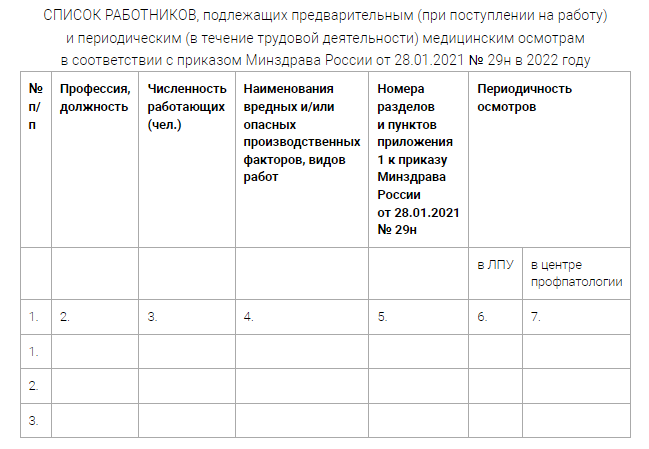 СПИСОК РАБОТНИКОВ, подлежащих предварительным (при поступлении на работу)
и периодическим (в течение трудовой деятельности) медицинским осмотрам
в соответствии с приказом Минздрава России от 28.01.2021 № 29н в 2022 году
№ п/п
Профессия, должность
Численность работающих (чел.)
Наименования вредных и/или опасных производственных факторов, видов работ
Номера разделов и пунктов приложения 1 к приказу Минздрава России от 28.01.2021 № 29н
Периодичность осмотров
в ЛПУ
в центре профпатологии
1. 2. 3. 4. 5. 6. 7.
1.
2.
3.